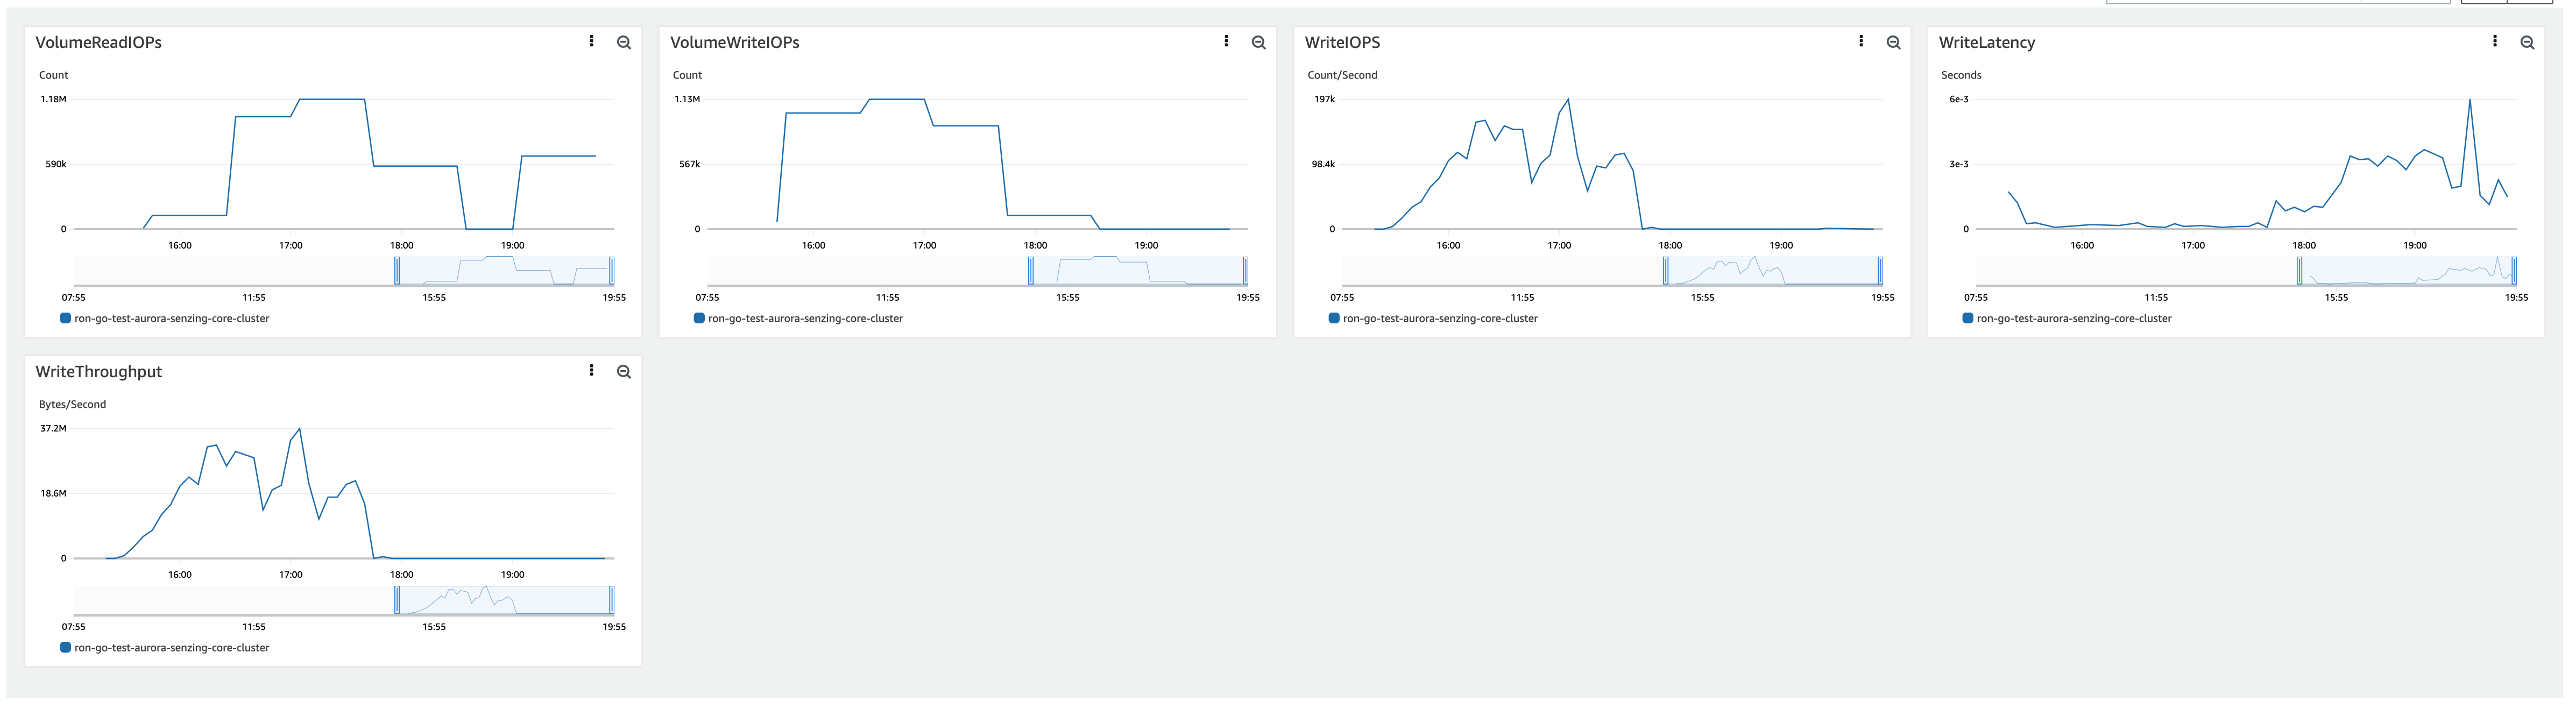 VolumeReadIOPs
Count
1.18M
590k
0
16:00 17:00 18:00 19:00
07:55 11:55 15:55 19:55
ron-go-test-aurora-senzing-core-cluster
VolumeWriteIOPs
Count
1.13M
567k
0
16:00 17:00 18:00 19:00
07:55 11:55 15:55 19:55
ron-go-test-aurora-senzing-core-cluster
WriteIOPS
Count/Second
197k
98.4k
0
16:00 17:00 18:00 19:00
07:55 11:55 15:55 19:55
ron-go-test-aurora-senzing-core-cluster
WriteLatency
Seconds
6e-3
3e-3
0
16:00 17:00 18:00 19:00
07:55 11:55 15:55 19:55
ron-go-test-aurora-senzing-core-cluster
WriteThroughput
Bytes/Second
37.2M
18.6M
0
16:00 17:00 18:00 19:00
07:55 11:55 15:55 19:55
ron-go-test-aurora-senzing-core-cluster